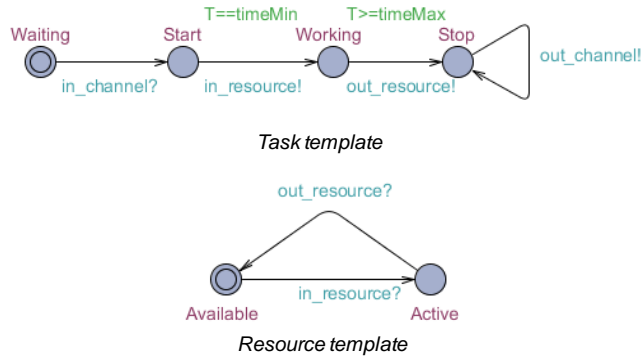 T==timeMin T>=timeMax
Waiting Start Working Stop
out_channel!
in_channel? in_resource! out_resource!
Task template
out_resource?
in_resource?
Available Active
Resource template